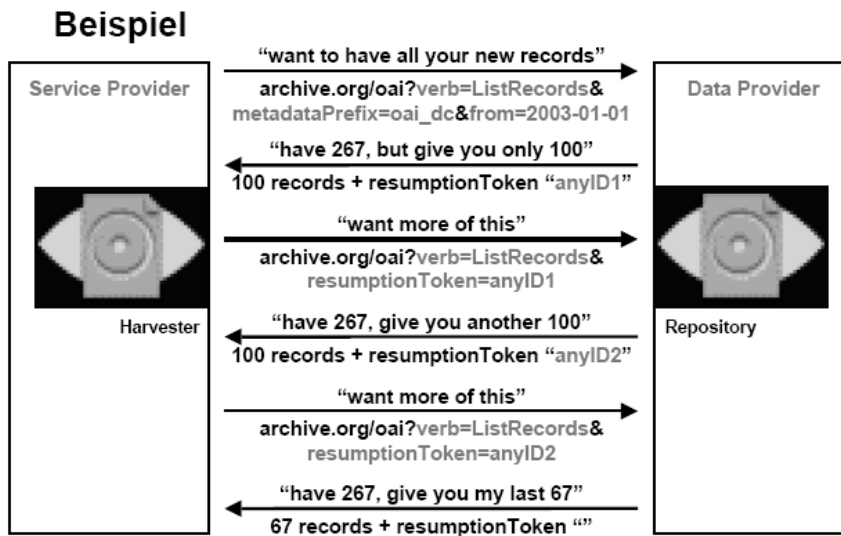 Beispiel
Service Provider
Data Provider
“want to have all your new records”
archive.org/oai?verb=ListRecords&
metadataPrefix=oai_dc&from=2003-01-01
“have 267, but give you only 100”
100 records + resumptionToken “anyID1”
“want more of this”
archive.org/oai?verb=ListRecords&
resumptionToken=anyID1
Harvester
Repository
“have 267, give you another 100”
100 records + resumptionToken “anyID2”
“want more of this”
archive.org/oai?verb=ListRecords&
resumptionToken=anyID2
“have 267, give you my last 67”
67 records + resumptionToken “”